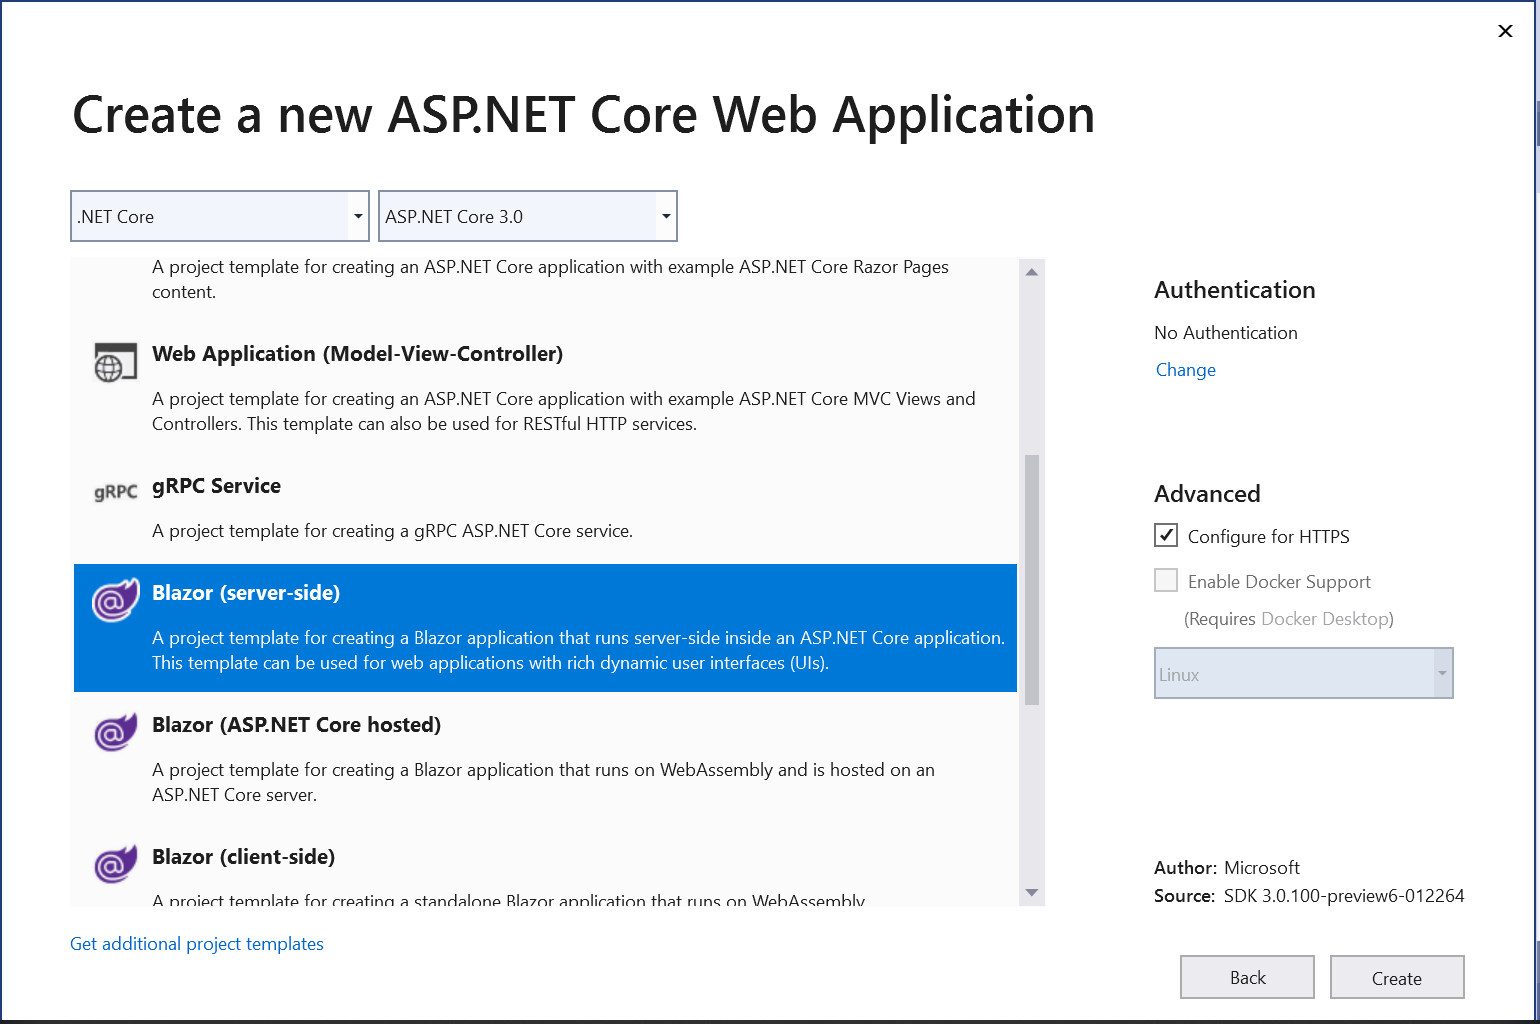 Create a new ASP.NET Core Web Application
.NET Core
ASP.NET Core 3.0
A project template for creating an ASP.NET Core application with example ASP.NET Core Razor Pages
content.
Web Application (Model-View-Controller)
A project template for creating an ASP.NET Core application with example ASP.NET Core MVC Views and
Controllers. This template can also be used for RESTful HTTP services.
gRPC
gRPC Service
A project template for creating a gRPC ASP.NET Core service.
@
Blazor (server-side)
A project template for creating a Blazor application that runs server-side inside an ASP.NET Core application.
This template can be used for web applications with rich dynamic user interfaces (UIs).
@
Blazor (ASP.NET Core hosted)
A project template for creating a Blazor application that runs on WebAssembly and is hosted on an
ASP.NET Core server.
@
Blazor (client-side)
A project template for creating a standalone Blazor application that runs on WebAssembly
Get additional project templates
Authentication
No Authentication
Change
Advanced
Configure for HTTPS
Enable Docker Support
(Requires Docker Desktop)
Linux
Author: Microsoft
Source: SDK 3.0.100-preview6-012264
Back
Create